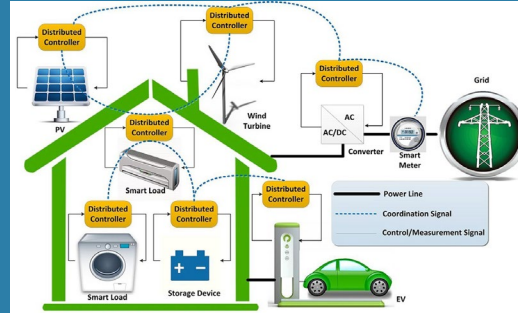 Distributed
Controller
PV
Distributed
Controller
Wind
Turbine
Distributed
Controller
AC
AC/DC
Converter
Smart
Meter
Grid
Distributed
Controller
Smart Load
Distributed
Controller
Smart Load
Distributed
Controller
Storage Device
Distributed
Controller
EV
Power Line
Coordination Signal
Control/Measurement Signal